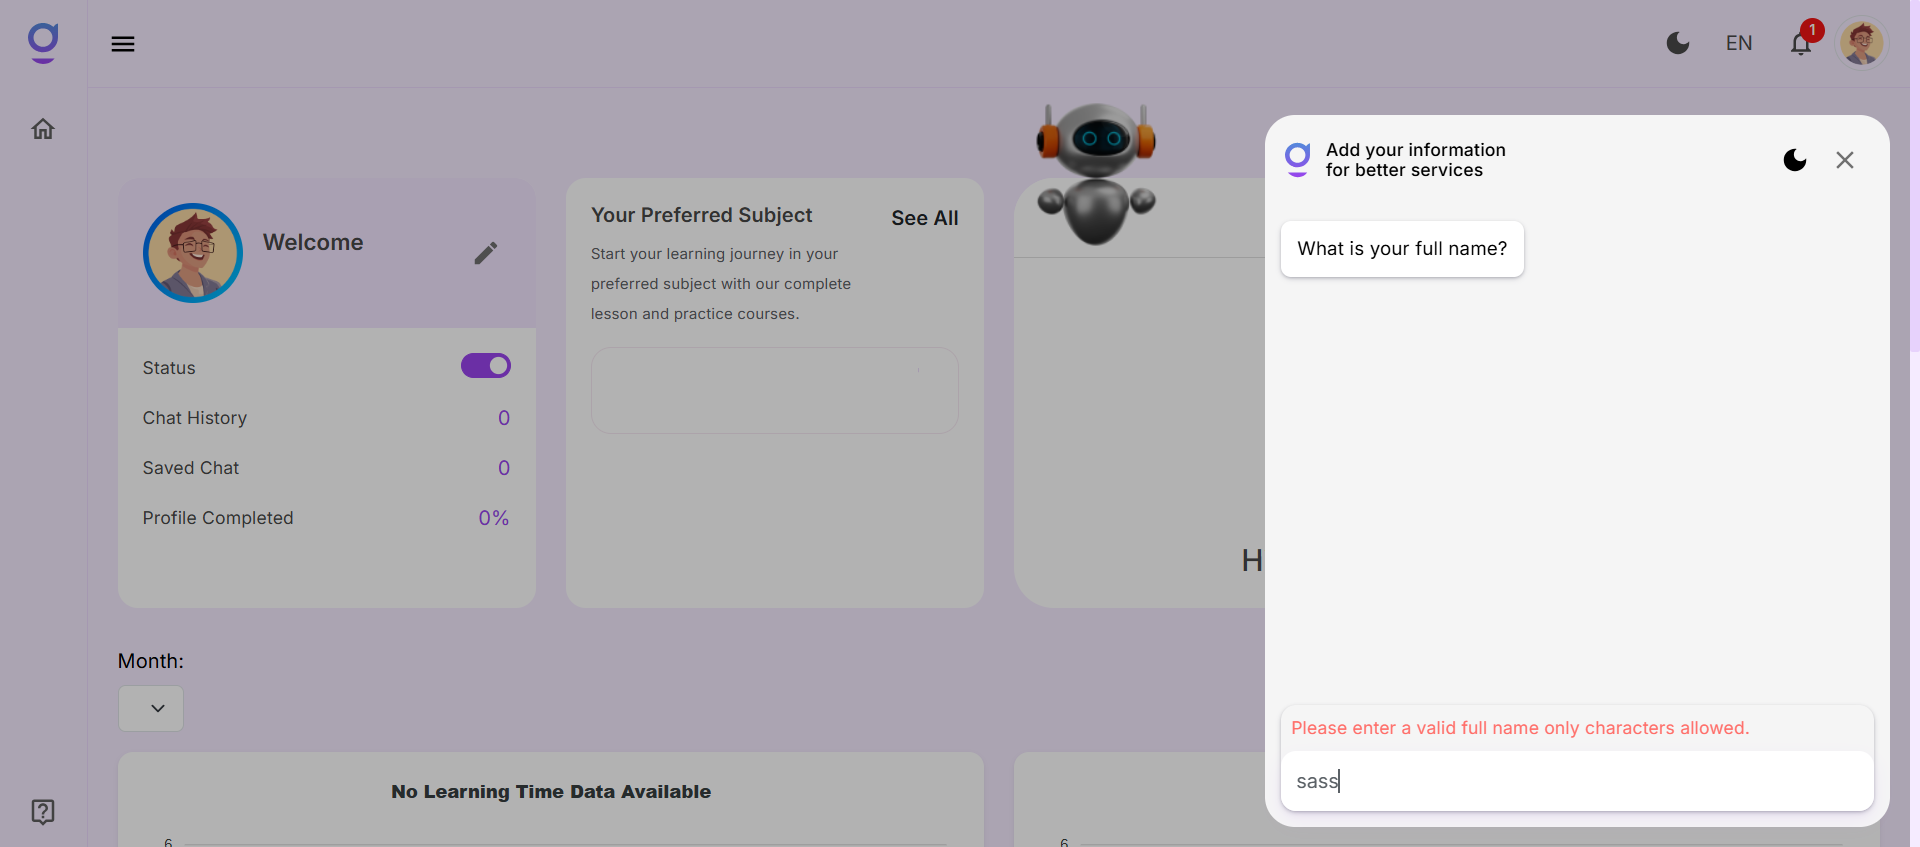 EN
1
Welcome
Status
Chat History 0
Saved Chat 0
Profile Completed 0%
Your Preferred Subject
See All
Start your learning journey in your
preferred subject with our complete
lesson and practice courses.
H
Month:
No Learning Time Data Available
6
6
Add your information
for better services
What is your full name?
Please enter a valid full name only characters allowed.
sass